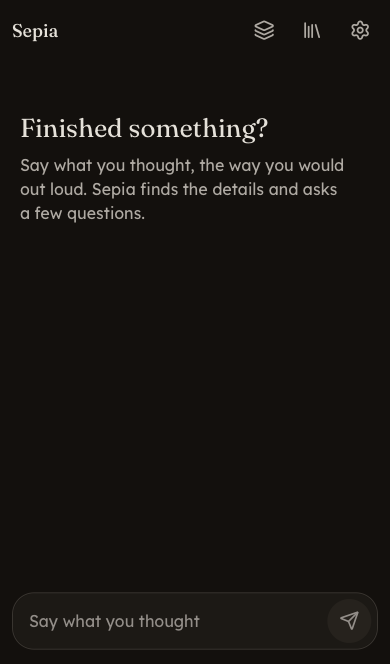 Sepia
Finished something?
Say what you thought, the way you would
out loud. Sepia finds the details and asks
a few questions.
Say what you thought